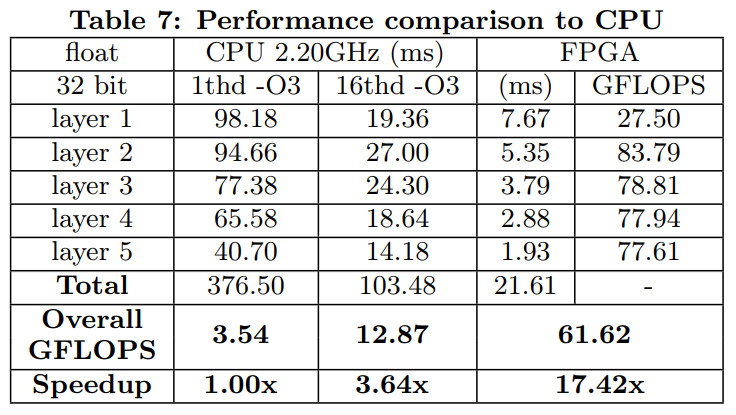 Table 7: Performance comparison to CPU
float CPU 2.20GHz (ms) FPGA
32 bit 1thd -O3 16thd -O3 (ms) GFLOPS
layer 1 98.18 19.36 7.67 27.50
layer 2 94.66 27.00 5.35 83.79
layer 3 77.38 24.30 3.79 78.81
layer 4 65.58 18.64 2.88 77.94
layer 5 40.70 14.18 1.93 77.61
Total 376.50 103.48 21.61 -
Overall
GFLOPS 3.54 12.87 61.62
Speedup 1.00x 3.64x 17.42x